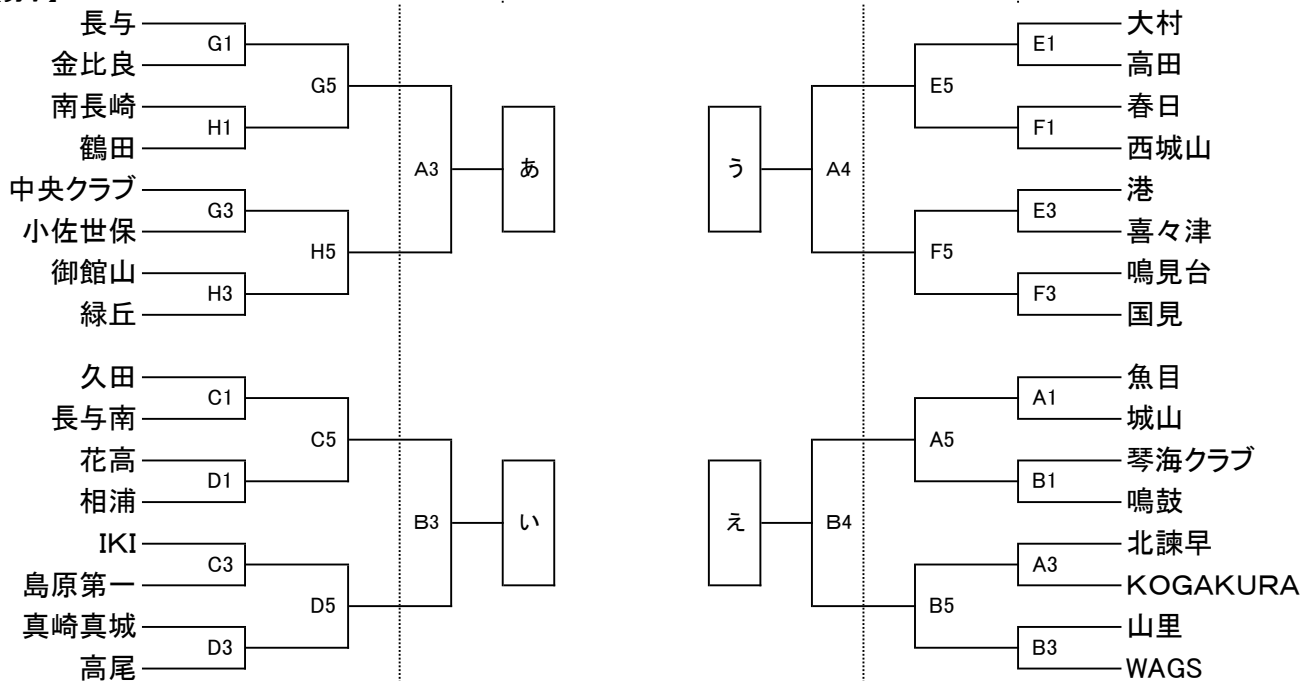 長与
金比良
南長崎
鶴田
中央クラブ
小佐世保
御館山
緑丘
G1
H1
G3
H3
G5
H5
A3
あ
久田
長与南
花高
相浦
IKI
島原第一
真崎真城
高尾
C1
D1
C3
D3
C5
D5
B3
い
う
A4
E5
F5
E1
F1
E3
F3
大村
高田
春日
西城山
港
喜々津
鳴見台
国見
え
B4
A5
B5
A1
B1
A3
B3
魚目
城山
琴海クラブ
鳴鼓
北諫早
KOGAKURA
山里
WAGS